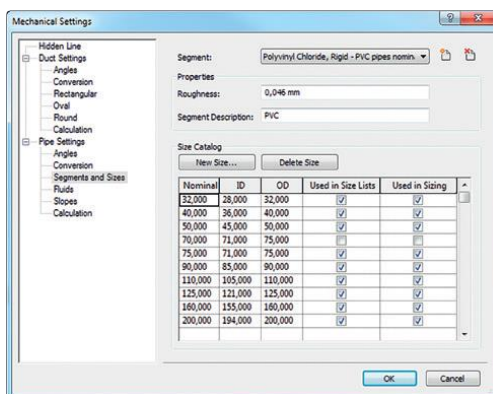 Mechanical Settings
Hidden Line
Duct Settings
Angles
Conversion
Rectangular
Oval
Round
Calculation
Pipe Settings
Angles
Conversion
Segments and Sizes
Fluids
Slopes
Calculation
Segment: Polyvinyl Chloride, Rigid - PVC pipes nomin
Properties
Roughness: 0,046 mm
Segment Description: PVC
Size Catalog
New Size... Delete Size
Nominal ID OD Used in Size Lists Used in Sizing
32,000 28,000 32,000
40,000 36,000 40,000
50,000 45,000 50,000
70,000 71,000 75,000
75,000 71,000 75,000
90,000 85,000 90,000
110,000 105,000 110,000
125,000 121,000 125,000
160,000 155,000 160,000
200,000 194,000 200,000
OK Cancel